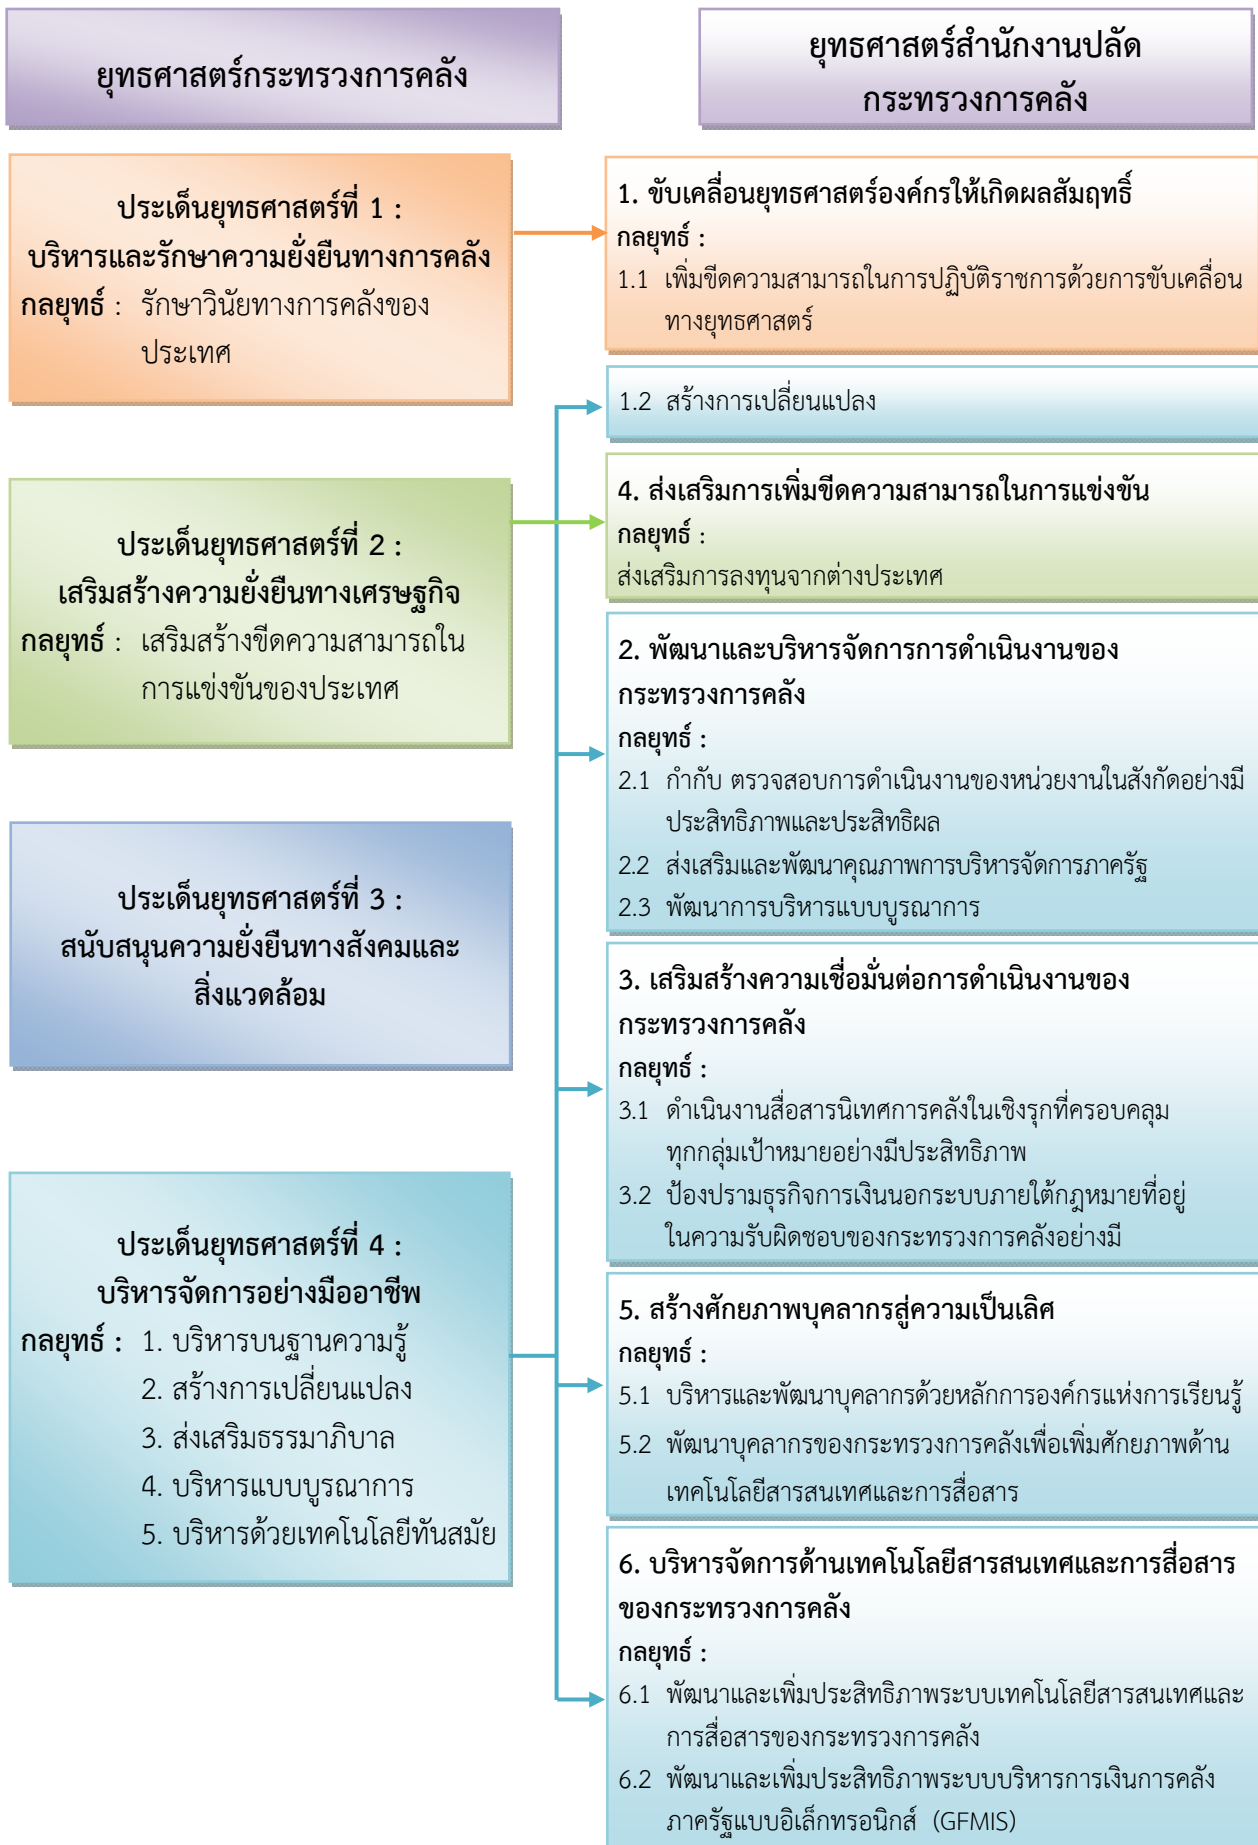 ยุทธศาสตร์กระทรวงการคลัง
ยุทธศาสตร์สำนักงานปลัด
กระทรวงการคลัง
ประเด็นยุทธศาสตร์ที่ 1 :
บริหารและรักษาความยั่งยืนทางการคลัง
กลยุทธ์ : รักษาวินัยทางการคลังของ
ประเทศ
ประเด็นยุทธศาสตร์ที่ 2 :
เสริมสร้างความยั่งยืนทางเศรษฐกิจ
กลยุทธ์ : เสริมสร้างขีดความสามารถใน
การแข่งขันของประเทศ
ประเด็นยุทธศาสตร์ที่ 3 :
สนับสนุนความยั่งยืนทางสังคมและ
สิ่งแวดล้อม
ประเด็นยุทธศาสตร์ที่ 4 :
บริหารจัดการอย่างมืออาชีพ
กลยุทธ์ : 1. บริหารบนฐานความรู้
2. สร้างการเปลี่ยนแปลง
3. ส่งเสริมธรรมาภิบาล
4. บริหารแบบบูรณาการ
5. บริหารด้วยเทคโนโลยีทันสมัย
1. ขับเคลื่อนยุทธศาสตร์องค์กรให้เกิดผลสัมฤทธิ์
กลยุทธ์ :
1.1 เพิ่มขีดความสามารถในการปฏิบัติราชการด้วยการขับเคลื่อน
ทางยุทธศาสตร์
1.2 สร้างการเปลี่ยนแปลง
4. ส่งเสริมการเพิ่มขีดความสามารถในการแข่งขัน
กลยุทธ์ :
ส่งเสริมการลงทุนจากต่างประเทศ
2. พัฒนาและบริหารจัดการการดำเนินงานของ
กระทรวงการคลัง
กลยุทธ์ :
2.1 กำกับ ตรวจสอบการดำเนินงานของหน่วยงานในสังกัดอย่างมี
ประสิทธิภาพและประสิทธิผล
2.2 ส่งเสริมและพัฒนาคุณภาพการบริหารจัดการภาครัฐ
2.3 พัฒนาการบริหารแบบบูรณาการ
3. เสริมสร้างความเชื่อมั่นต่อการดำเนินงานของ
กระทรวงการคลัง
กลยุทธ์ :
3.1 ดำเนินงานสื่อสารนิเทศการคลังในเชิงรุกที่ครอบคลุม
ทุกกลุ่มเป้าหมายอย่างมีประสิทธิภาพ
3.2 ป้องปรามธุรกิจการเงินนอกระบบภายใต้กฎหมายที่อยู่
ในความรับผิดชอบของกระทรวงการคลังอย่างมี
5. สร้างศักยภาพบุคลากรสู่ความเป็นเลิศ
กลยุทธ์ :
5.1 บริหารและพัฒนาบุคลากรด้วยหลักการองค์กรแห่งการเรียนรู้
5.2 พัฒนาบุคลากรของกระทรวงการคลังเพื่อเพิ่มศักยภาพด้าน
เทคโนโลยีสารสนเทศและการสื่อสาร
6. บริหารจัดการด้านเทคโนโลยีสารสนเทศและการสื่อสาร
ของกระทรวงการคลัง
กลยุทธ์ :
6.1 พัฒนาและเพิ่มประสิทธิภาพระบบเทคโนโลยีสารสนเทศและ
การสื่อสารของกระทรวงการคลัง
6.2 พัฒนาและเพิ่มประสิทธิภาพระบบบริหารการเงินการคลัง
ภาครัฐแบบอิเล็กทรอนิกส์ (GFMIS)